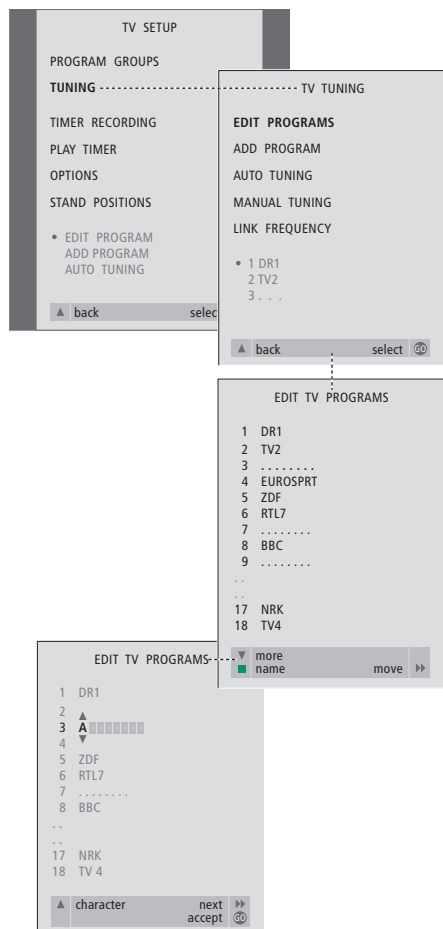 TV SETUP
PROGRAM GROUPS
TUNING
TIMER RECORDING
PLAY TIMER
OPTIONS
STAND POSITIONS
• EDIT PROGRAM
ADD PROGRAM
AUTO TUNING
▲ back selec
TV TUNING
EDIT PROGRAMS
ADD PROGRAM
AUTO TUNING
MANUAL TUNING
LINK FREQUENCY
• 1 DR1
2 TV2
3 . . .
▲ back select GO
EDIT TV PROGRAMS
1 DR1
2 TV2
3 ........
4 EUROSPRT
5 ZDF
6 RTL7
7 ........
8 BBC
9 ........
..
..
17 NRK
18 TV4
▼ more
name move ▶▶
EDIT TV PROGRAMS
1 DR1
2
3 A
4
5 ZDF
6 RTL7
7 ........
8 BBC
..
..
17 NRK
18 TV 4
▲ character next ▶▶
accept GO